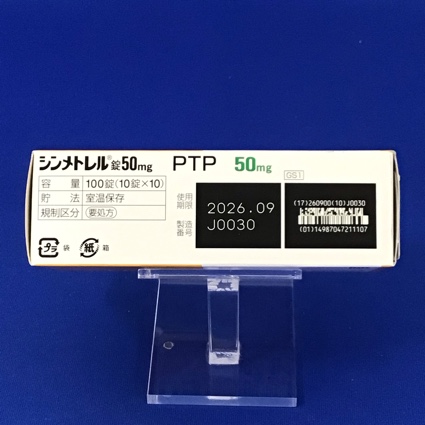 シンメトレル®錠50mg PTP 50mg
容量 100錠(10錠×10)
貯法 室温保存
規制区分 要処方
使用期限 2026.09
製造番号 J0030
GS1
(17)260900(10)J0030
(01)14987047211107
プラ 袋 紙 箱